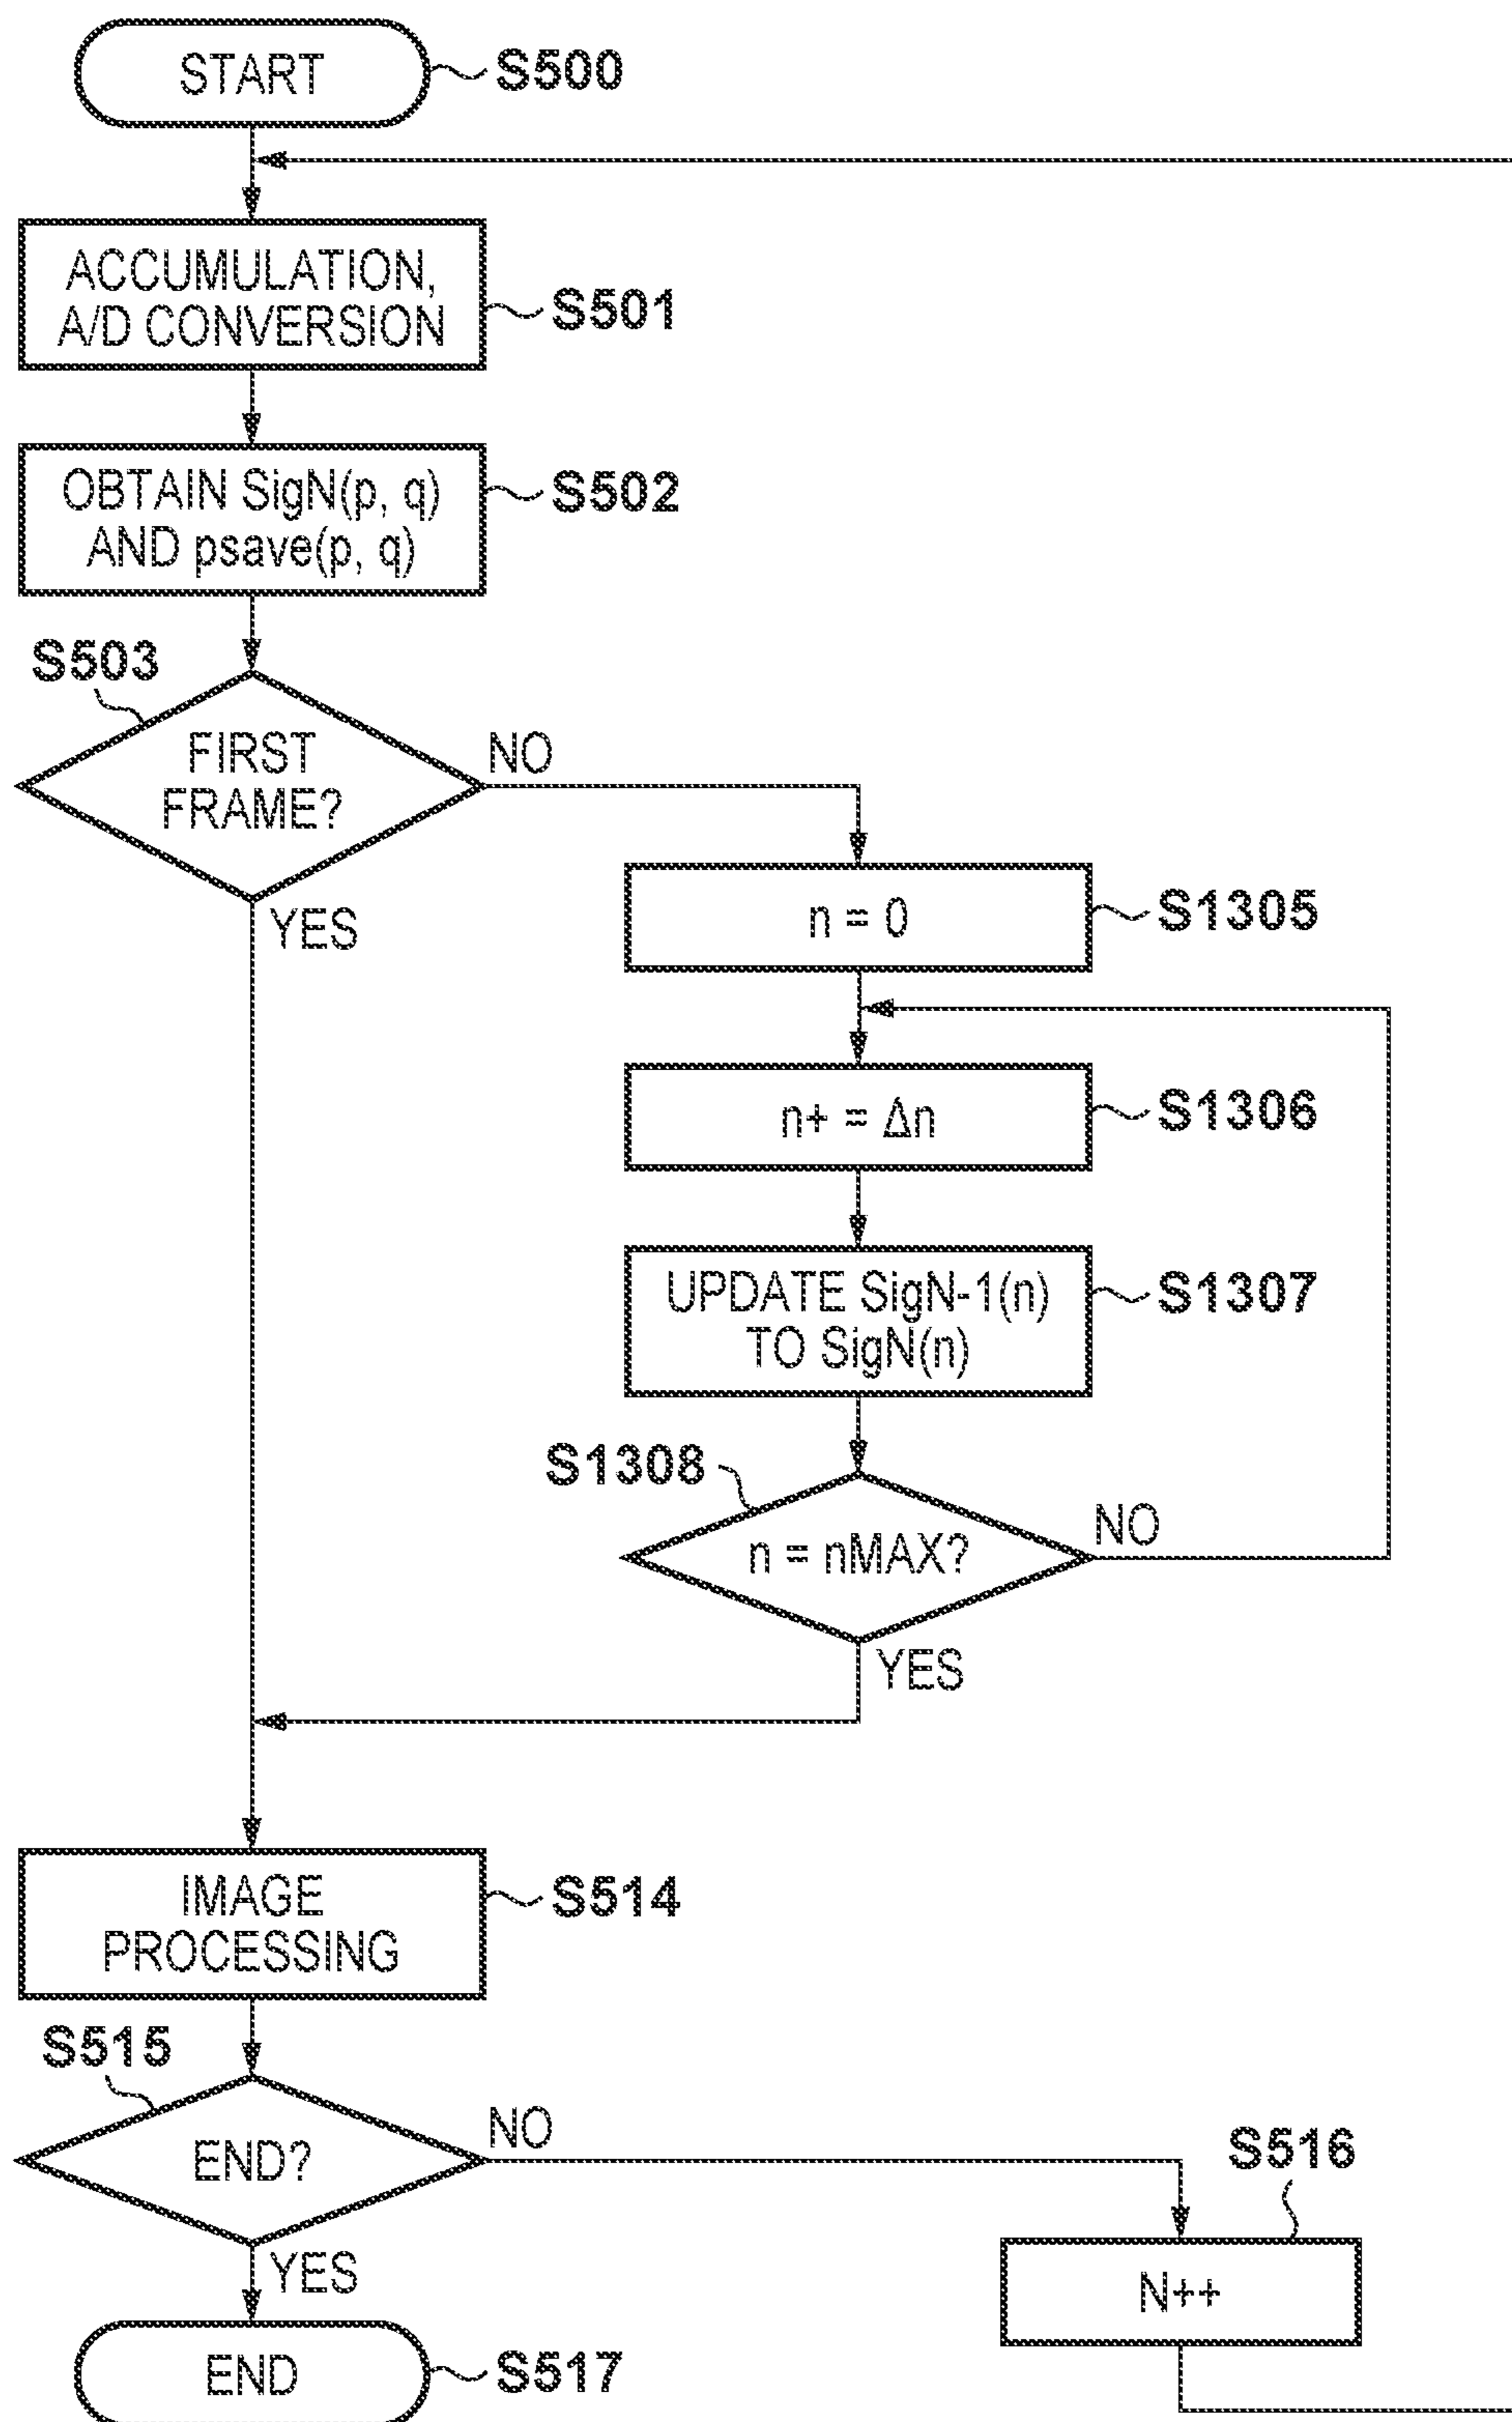 START
S500
ACCUMULATION,
A/D CONVERSION
S501
OBTAIN SigN(p, q)
AND psave(p, q)
S502
S503
FIRST
FRAME?
NO
YES
n = 0
S1305
n+ = Δn
S1306
UPDATE SigN-1(n)
TO SigN(n)
S1307
S1308
n = nMAX?
NO
YES
IMAGE
PROCESSING
S514
S515
END?
NO
YES
S516
N++
END
S517